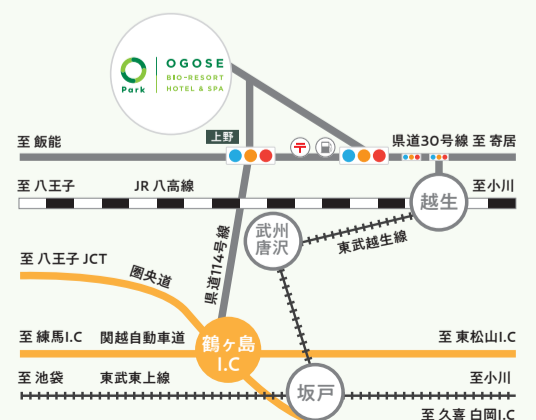 OGOSE
BIO-RESORT
HOTEL & SPA
Park
上野
至 飯能
県道30号線 至 寄居
至 八王子
JR 八高線
至小川
越生
武州
唐沢
東武越生線
県道114号線
至 八王子 JCT
圏央道
至 練馬I.C
関越自動車道
鶴ヶ島
I.C
至 東松山I.C
至 池袋
東武東上線
坂戸
至小川
至 久喜 白岡I.C